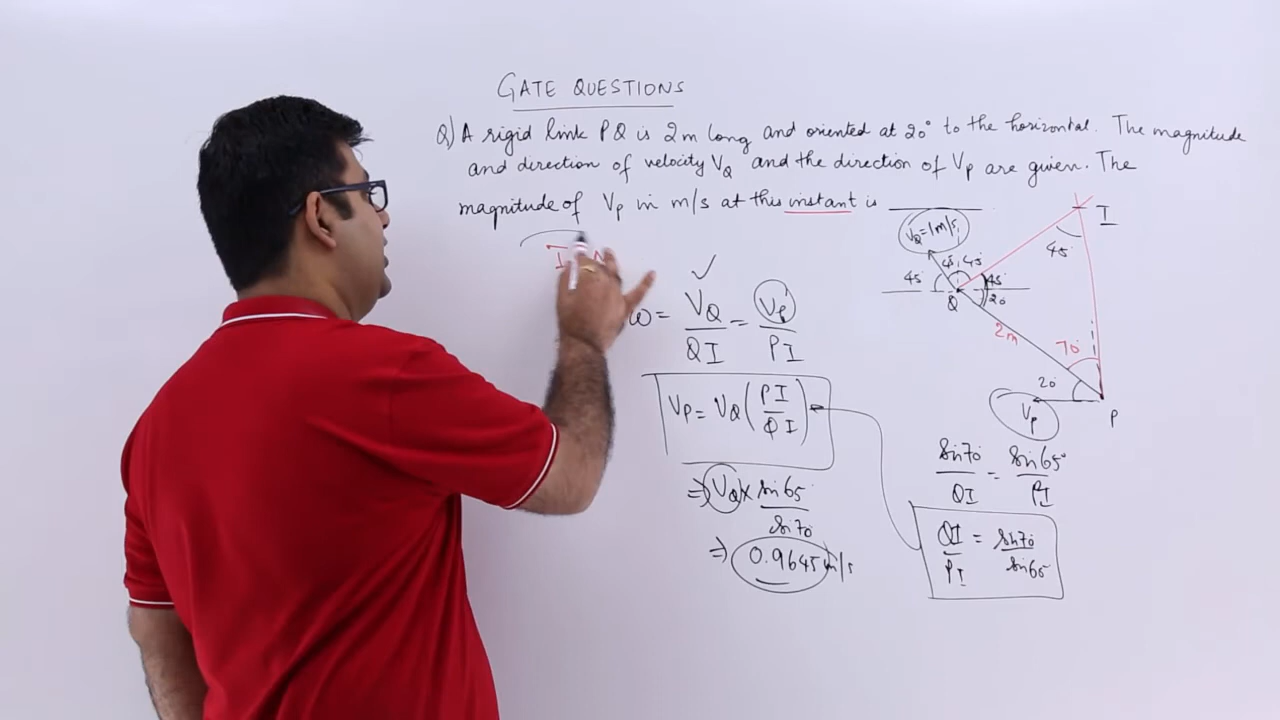 GATE QUESTIONS
Q) A rigid link PQ is 2m long and oriented at 20° to the horizontal. The magnitude
and direction of velocity V_Q and the direction of V_P are given. The
magnitude of V_P in m/s at this instant is
V_Q = 1m/s
I
45°
45°
45°
45°
45°
20°
Q
2m
70°
20°
V_P
P
ω = V_Q/QI = V_P/PI
V_P = V_Q (PI/QI)
⇒ V_Q × sin65°/sin70°
⇒ 0.9645 m/s
sin70/QI = sin65°/PI
QI/PI = sin70/sin65